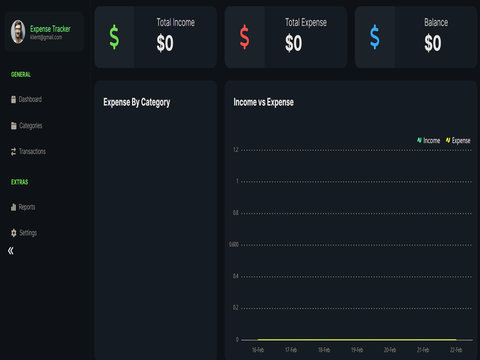 Expense Tracker
klient@gmail.com
GENERAL
Dashboard
Categories
Transactions
EXTRAS
Reports
Settings
«
$ Total Income
$0
$ Total Expense
$0
$ Balance
$0
Expense By Category
Income vs Expense
Income Expense
1.2
1
0.8
0.600
0.4
0.2
0
16-Feb 17-Feb 18-Feb 19-Feb 20-Feb 21-Feb 22-Feb